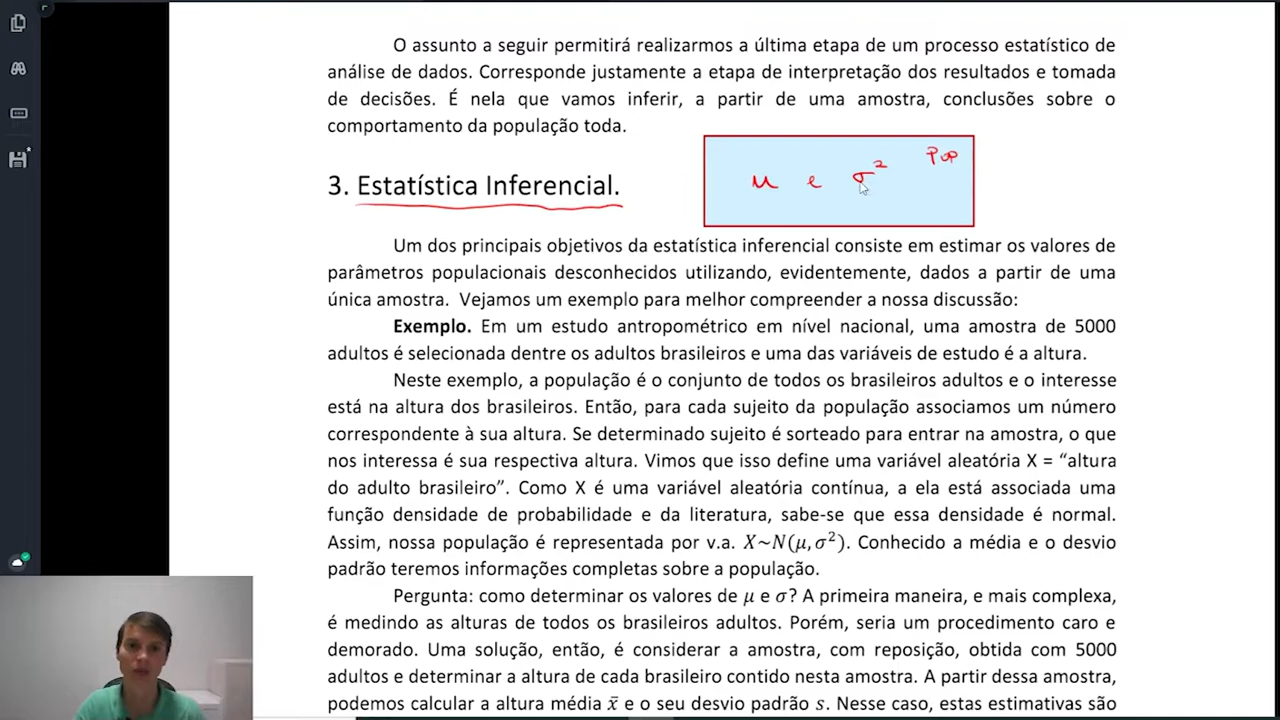 O assunto a seguir permitirá realizarmos a última etapa de um processo estatístico de
análise de dados. Corresponde justamente a etapa de interpretação dos resultados e tomada
de decisões. É nela que vamos inferir, a partir de uma amostra, conclusões sobre o
comportamento da população toda.
Pop
μ e σ²
3. Estatística Inferencial.
Um dos principais objetivos da estatística inferencial consiste em estimar os valores de
parâmetros populacionais desconhecidos utilizando, evidentemente, dados a partir de uma
única amostra. Vejamos um exemplo para melhor compreender a nossa discussão:
Exemplo. Em um estudo antropométrico em nível nacional, uma amostra de 5000
adultos é selecionada dentre os adultos brasileiros e uma das variáveis de estudo é a altura.
Neste exemplo, a população é o conjunto de todos os brasileiros adultos e o interesse
está na altura dos brasileiros. Então, para cada sujeito da população associamos um número
correspondente à sua altura. Se determinado sujeito é sorteado para entrar na amostra, o que
nos interessa é sua respectiva altura. Vimos que isso define uma variável aleatória X = “altura
do adulto brasileiro”. Como X é uma variável aleatória contínua, a ela está associada uma
função densidade de probabilidade e da literatura, sabe-se que essa densidade é normal.
Assim, nossa população é representada por v.a. X~N(μ,σ²). Conhecido a média e o desvio
padrão teremos informações completas sobre a população.
Pergunta: como determinar os valores de μ e σ? A primeira maneira, e mais complexa,
é medindo as alturas de todos os brasileiros adultos. Porém, seria um procedimento caro e
demorado. Uma solução, então, é considerar a amostra, com reposição, obtida com 5000
adultos e determinar a altura de cada brasileiro contido nesta amostra. A partir dessa amostra,
podemos calcular a altura média x̄ e o seu desvio padrão s. Nesse caso, estas estimativas são